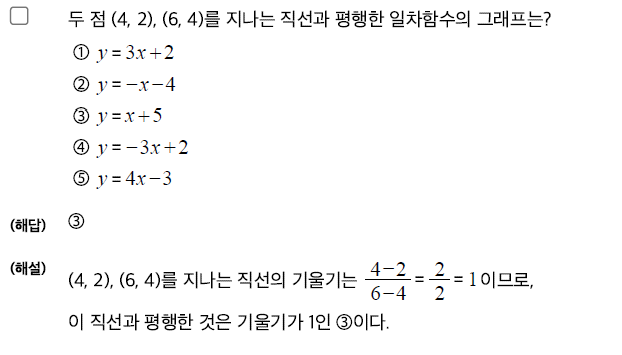 두 점 (4, 2), (6, 4)를 지나는 직선과 평행한 일차함수의 그래프는?
① y = 3x+2
② y = −x−4
③ y = x+5
④ y = −3x+2
⑤ y = 4x−3
(해답) ③
(해설) (4, 2), (6, 4)를 지나는 직선의 기울기는 4−2/6−4 = 2/2 = 1이므로,
이 직선과 평행한 것은 기울기가 1인 ③이다.